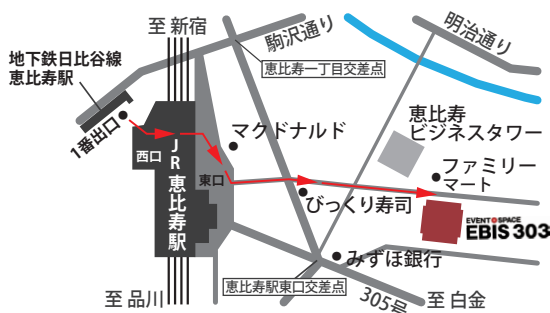 至 新宿
駒沢通り
明治通り
地下鉄日比谷線
恵比寿駅
恵比寿一丁目交差点
1番出口
西口
JR恵比寿駅
東口
マクドナルド
恵比寿
ビジネスタワー
ファミリー
マート
びっくり寿司
EVENT SPACE
EBIS 303
みずほ銀行
恵比寿駅東口交差点
至 品川
305号
至 白金